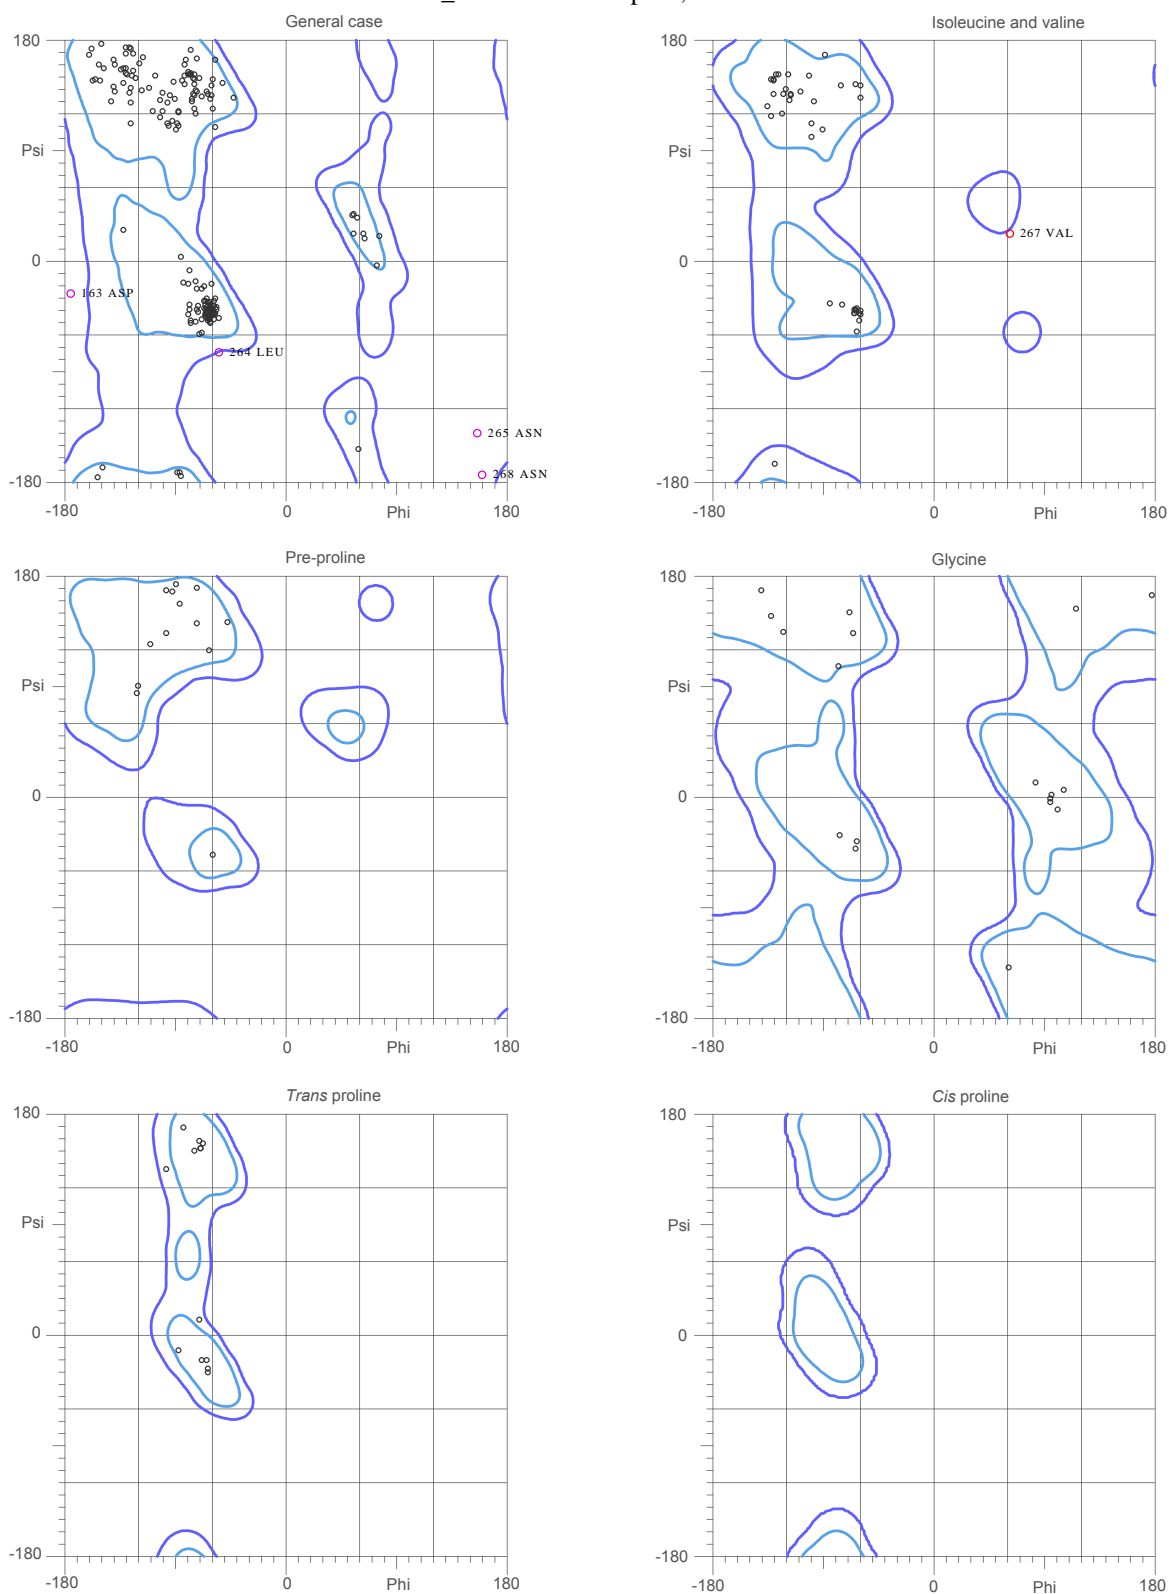 General case
Isoleucine and valine
180
Psi
0
-180
-180
0
Phi
180
163 ASP
264 LEU
265 ASN
268 ASN
180
Psi
0
-180
-180
0
Phi
180
267 VAL
Pre-proline
Glycine
180
Psi
0
-180
-180
0
Phi
180
180
Psi
0
-180
-180
0
Phi
180
Trans proline
Cis proline
180
Psi
0
-180
-180
0
Phi
180
180
Psi
0
-180
-180
0
Phi
180